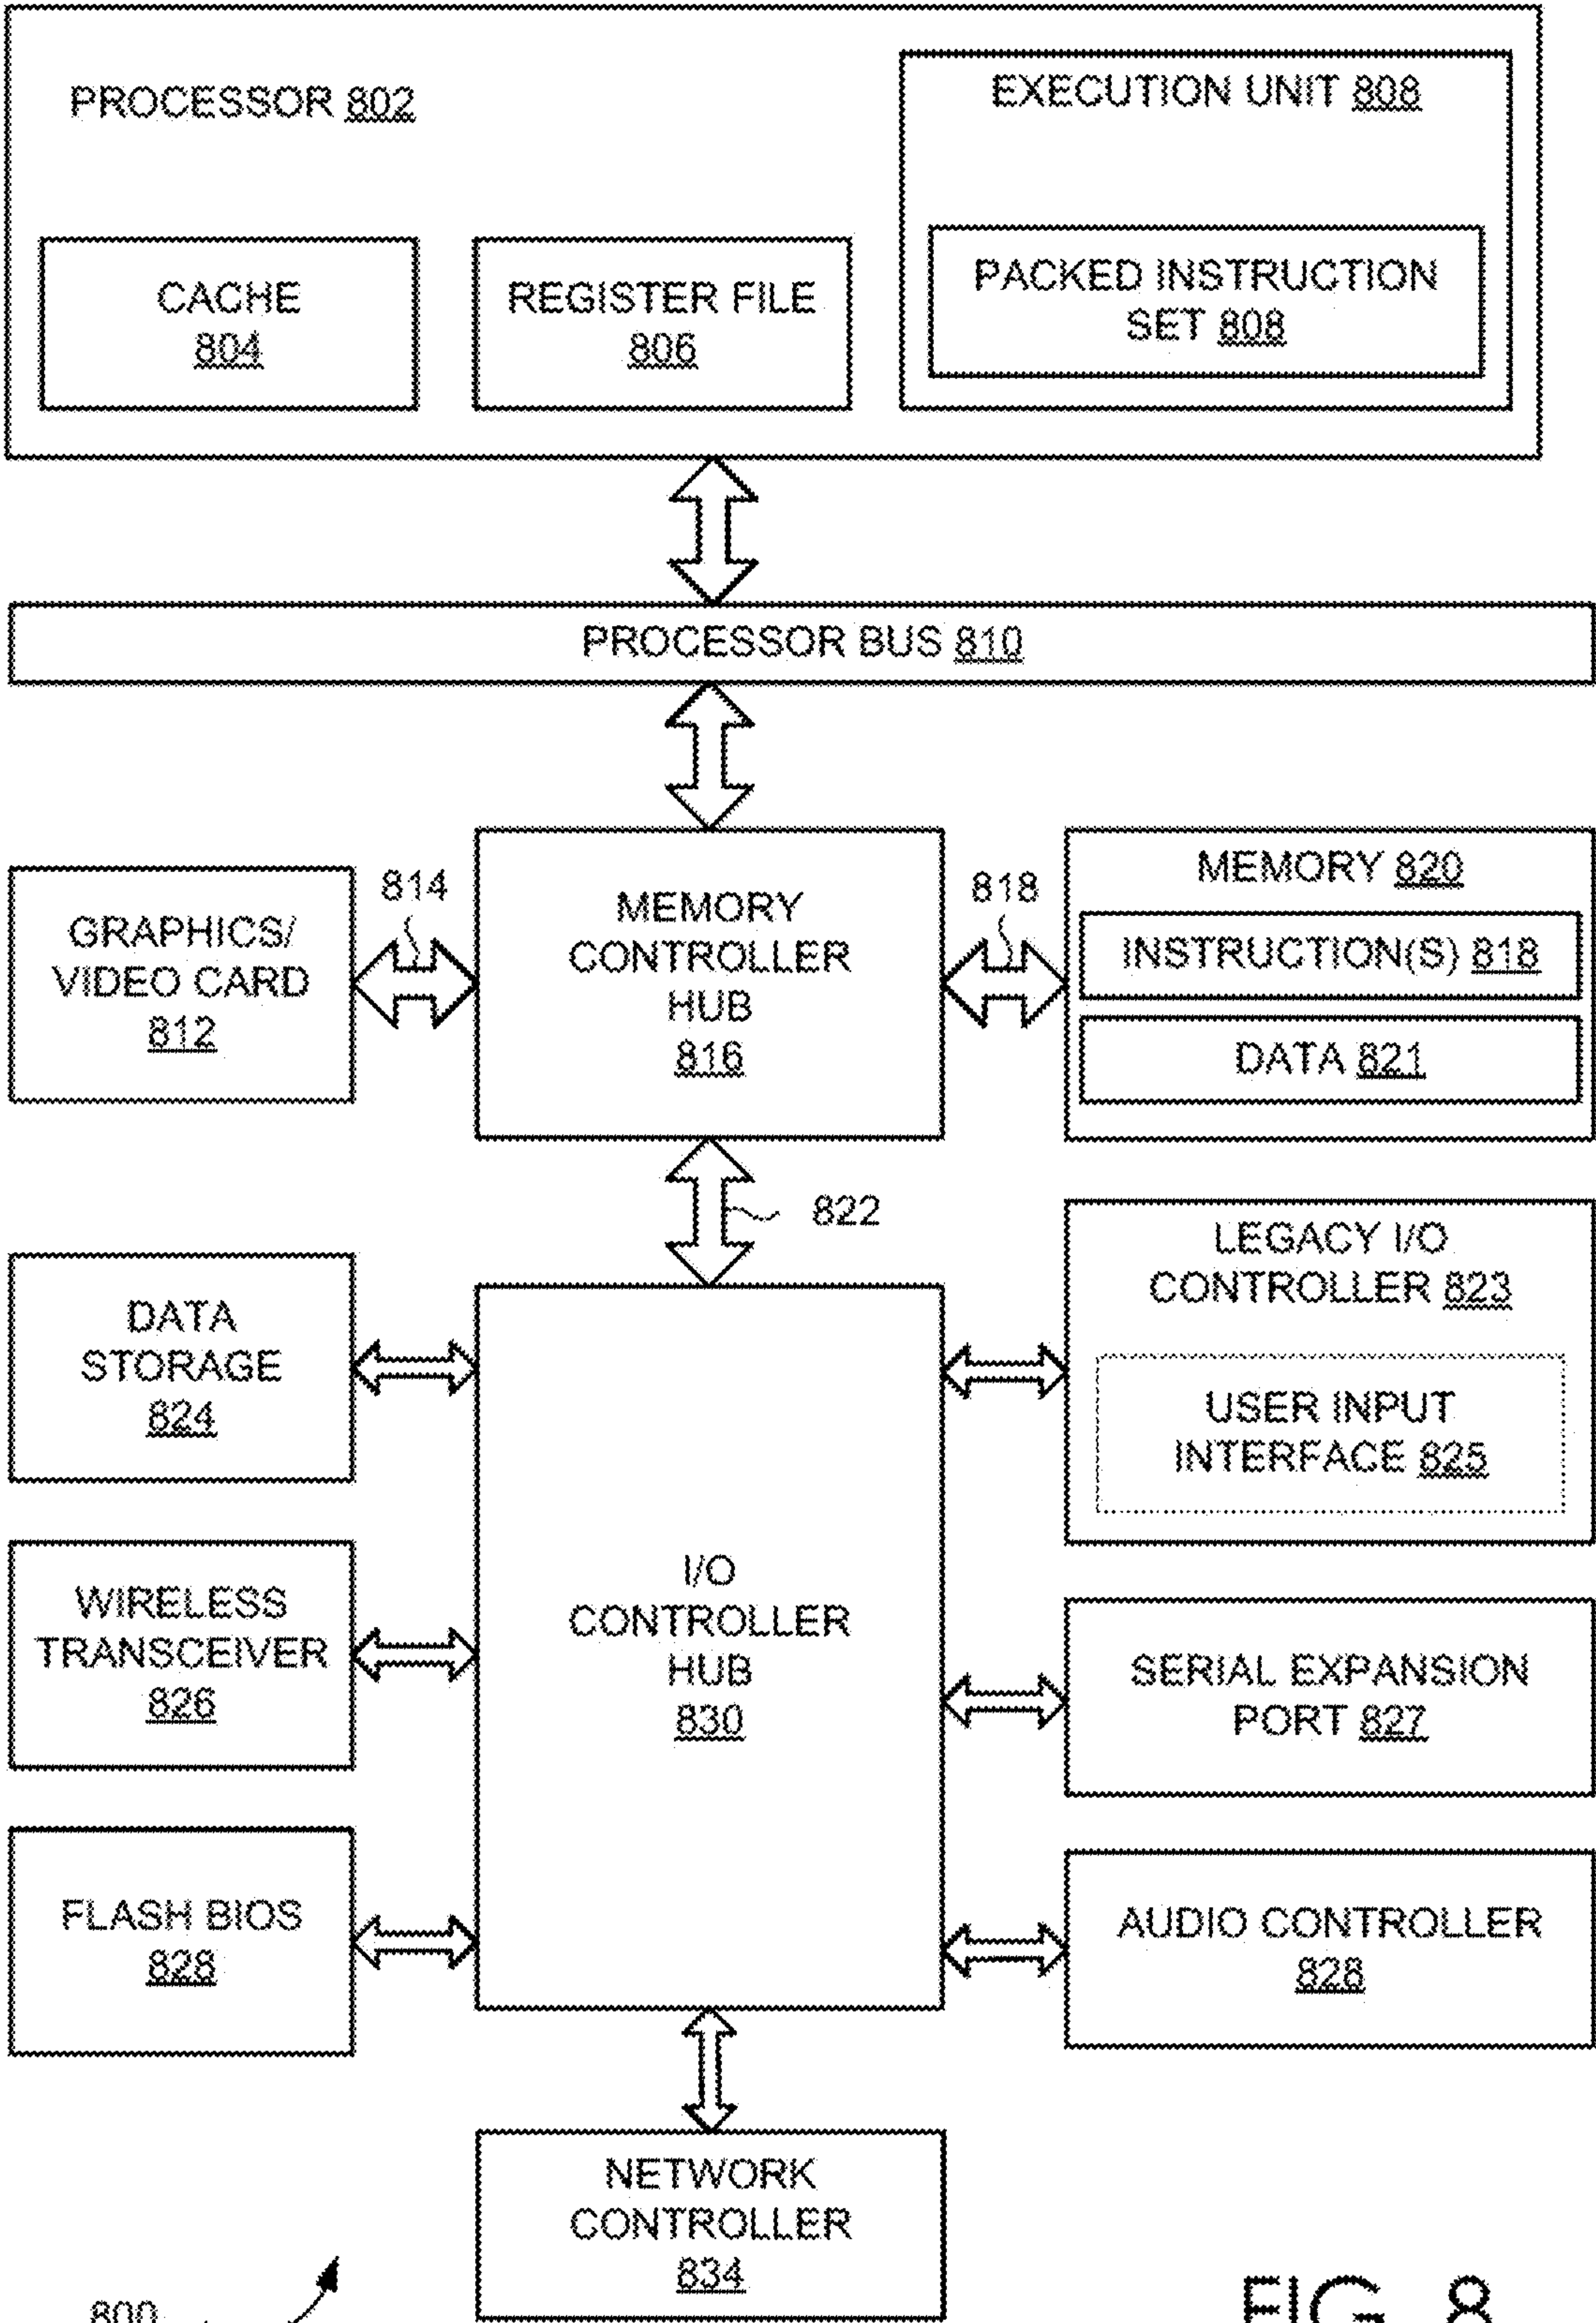 PROCESSOR 802
EXECUTION UNIT 808
CACHE
804
REGISTER FILE
806
PACKED INSTRUCTION
SET 808
PROCESSOR BUS 810
GRAPHICS/
VIDEO CARD
812
814
MEMORY
CONTROLLER
HUB
816
818
MEMORY 820
INSTRUCTION(S) 818
DATA 821
822
DATA
STORAGE
824
LEGACY I/O
CONTROLLER 823
USER INPUT
INTERFACE 825
WIRELESS
TRANSCEIVER
826
I/O
CONTROLLER
HUB
830
SERIAL EXPANSION
PORT 827
FLASH BIOS
828
AUDIO CONTROLLER
828
NETWORK
CONTROLLER
834
800
FIG. 8